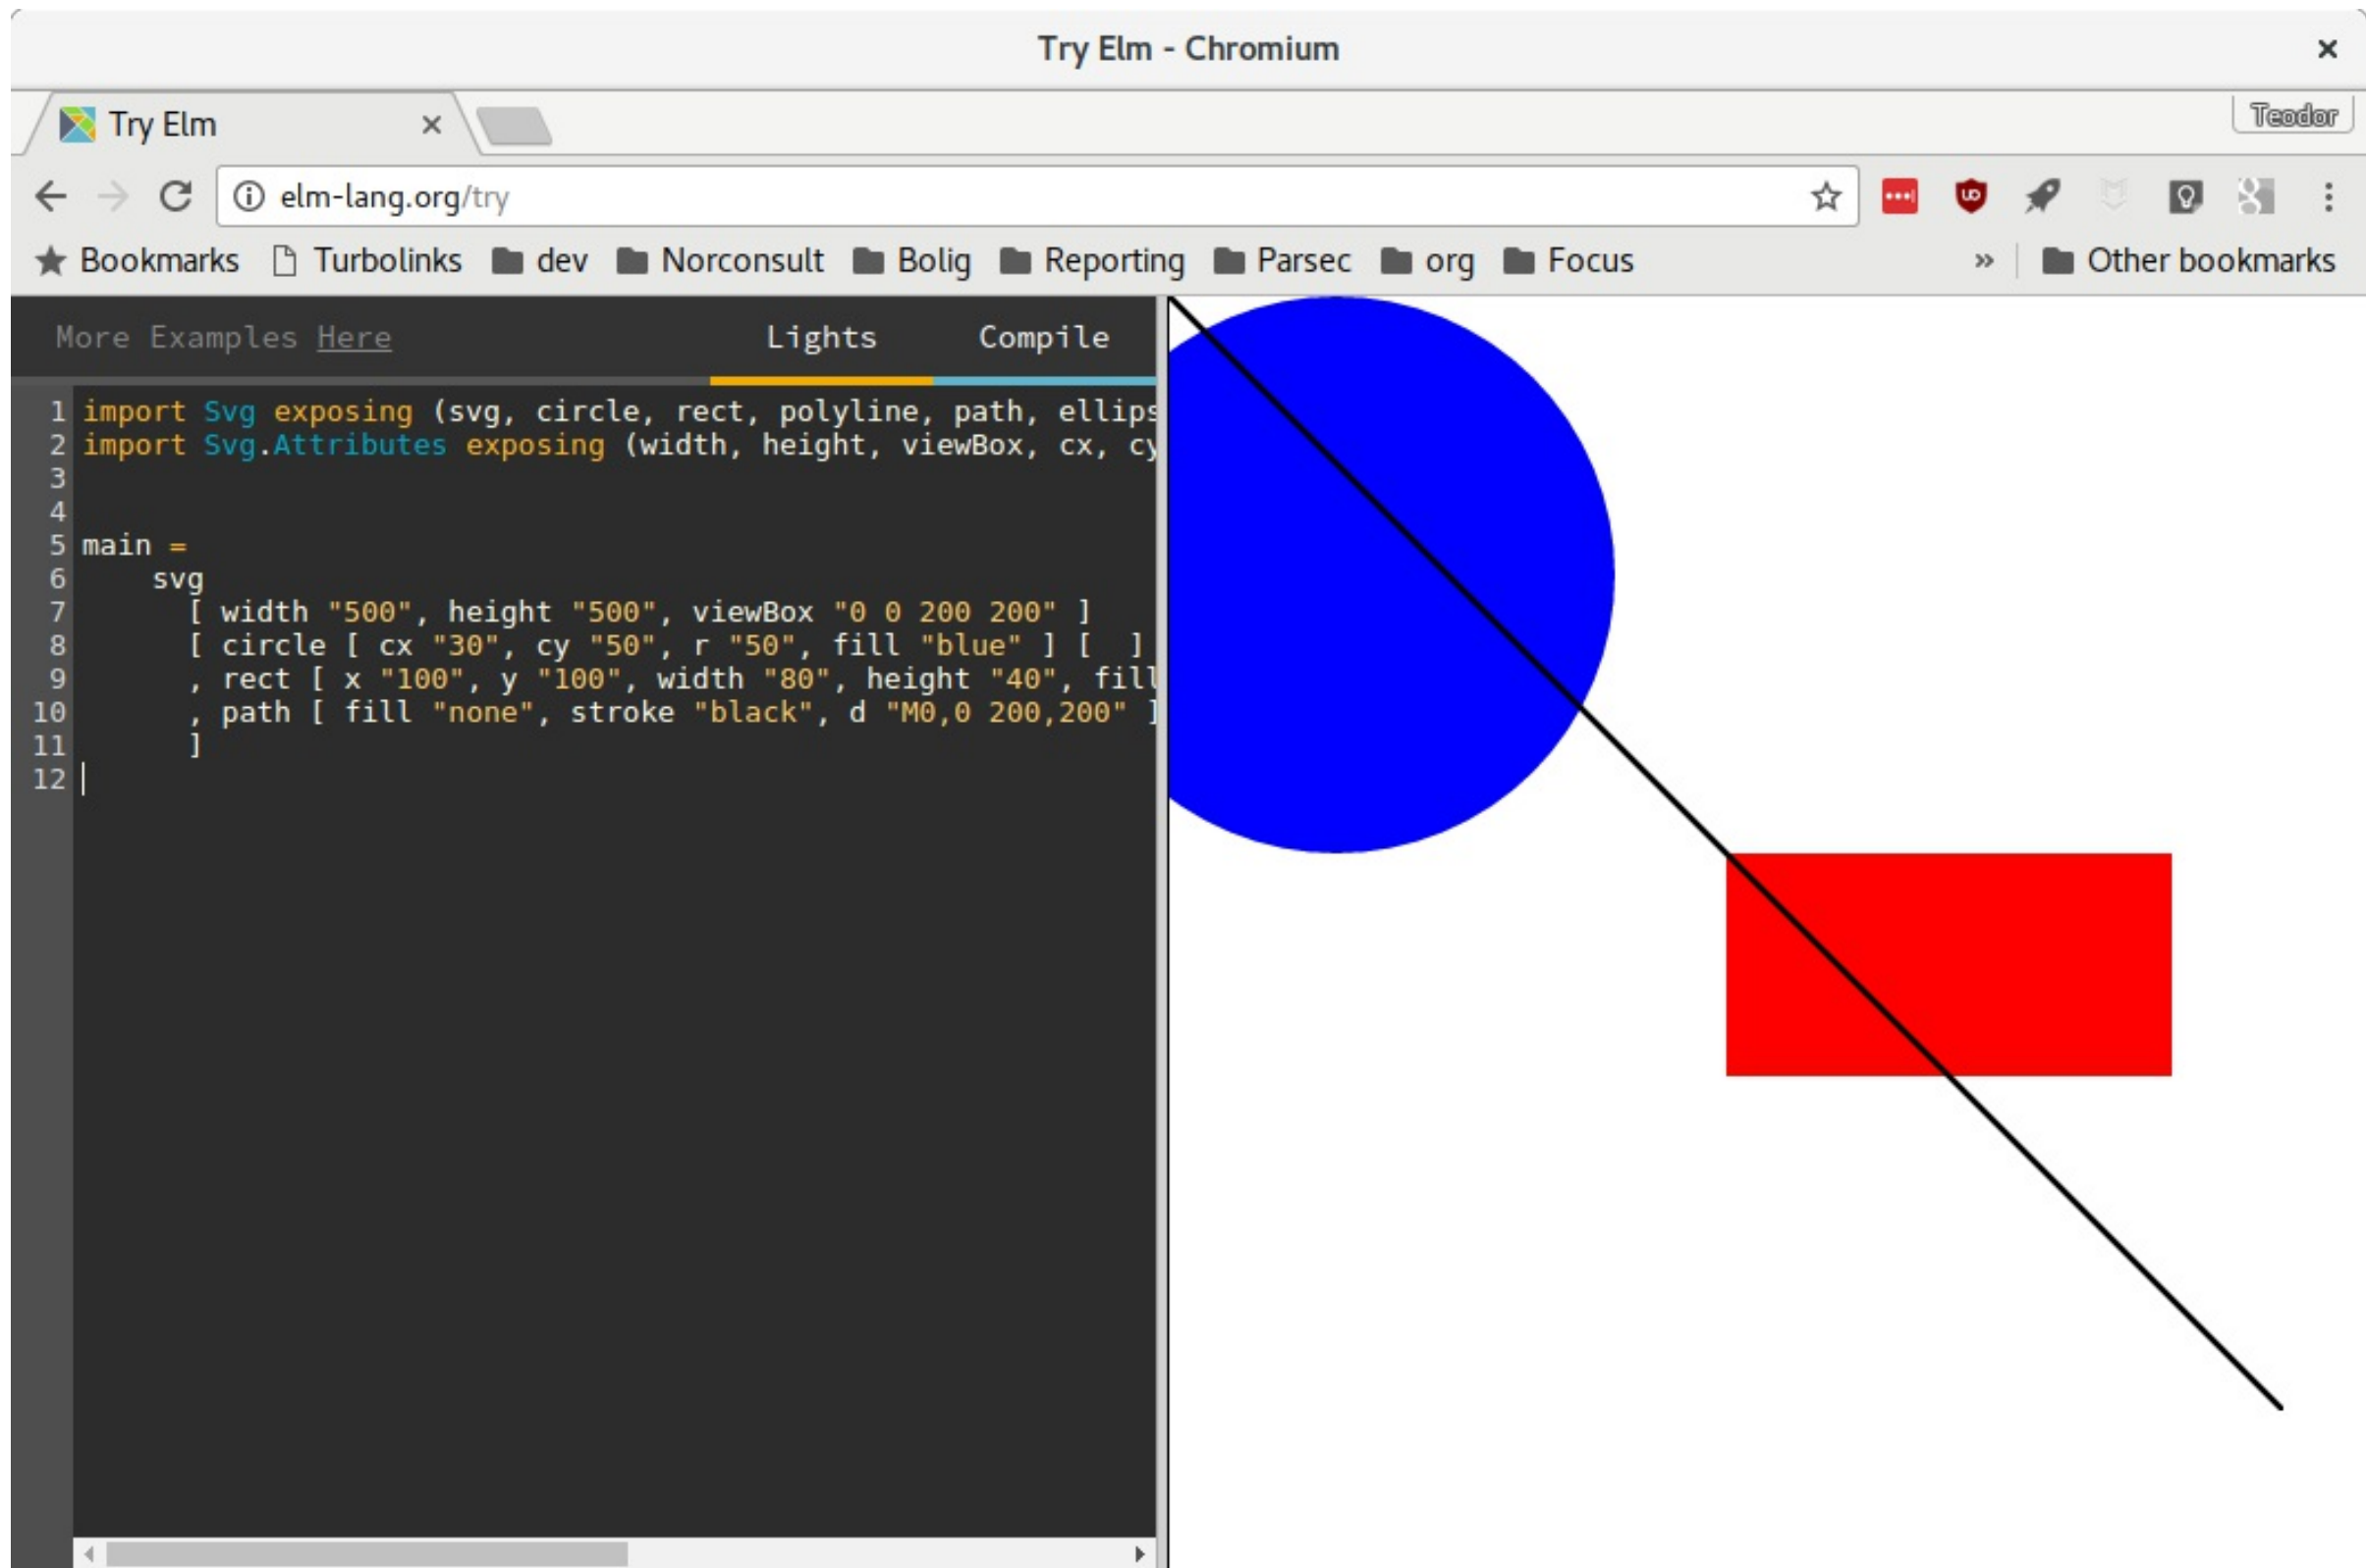 Try Elm - Chromium
Try Elm
Teodor
elm-lang.org/try
Bookmarks Turbolinks dev Norconsult Bolig Reporting Parsec org Focus » Other bookmarks
More Examples Here Lights Compile
1 import Svg exposing (svg, circle, rect, polyline, path, ellips
2 import Svg.Attributes exposing (width, height, viewBox, cx, cy
3
4
5 main =
6     svg
7       [ width "500", height "500", viewBox "0 0 200 200" ]
8       [ circle [ cx "30", cy "50", r "50", fill "blue" ] [  ]
9       , rect [ x "100", y "100", width "80", height "40", fill
10       , path [ fill "none", stroke "black", d "M0,0 200,200" ]
11       ]
12